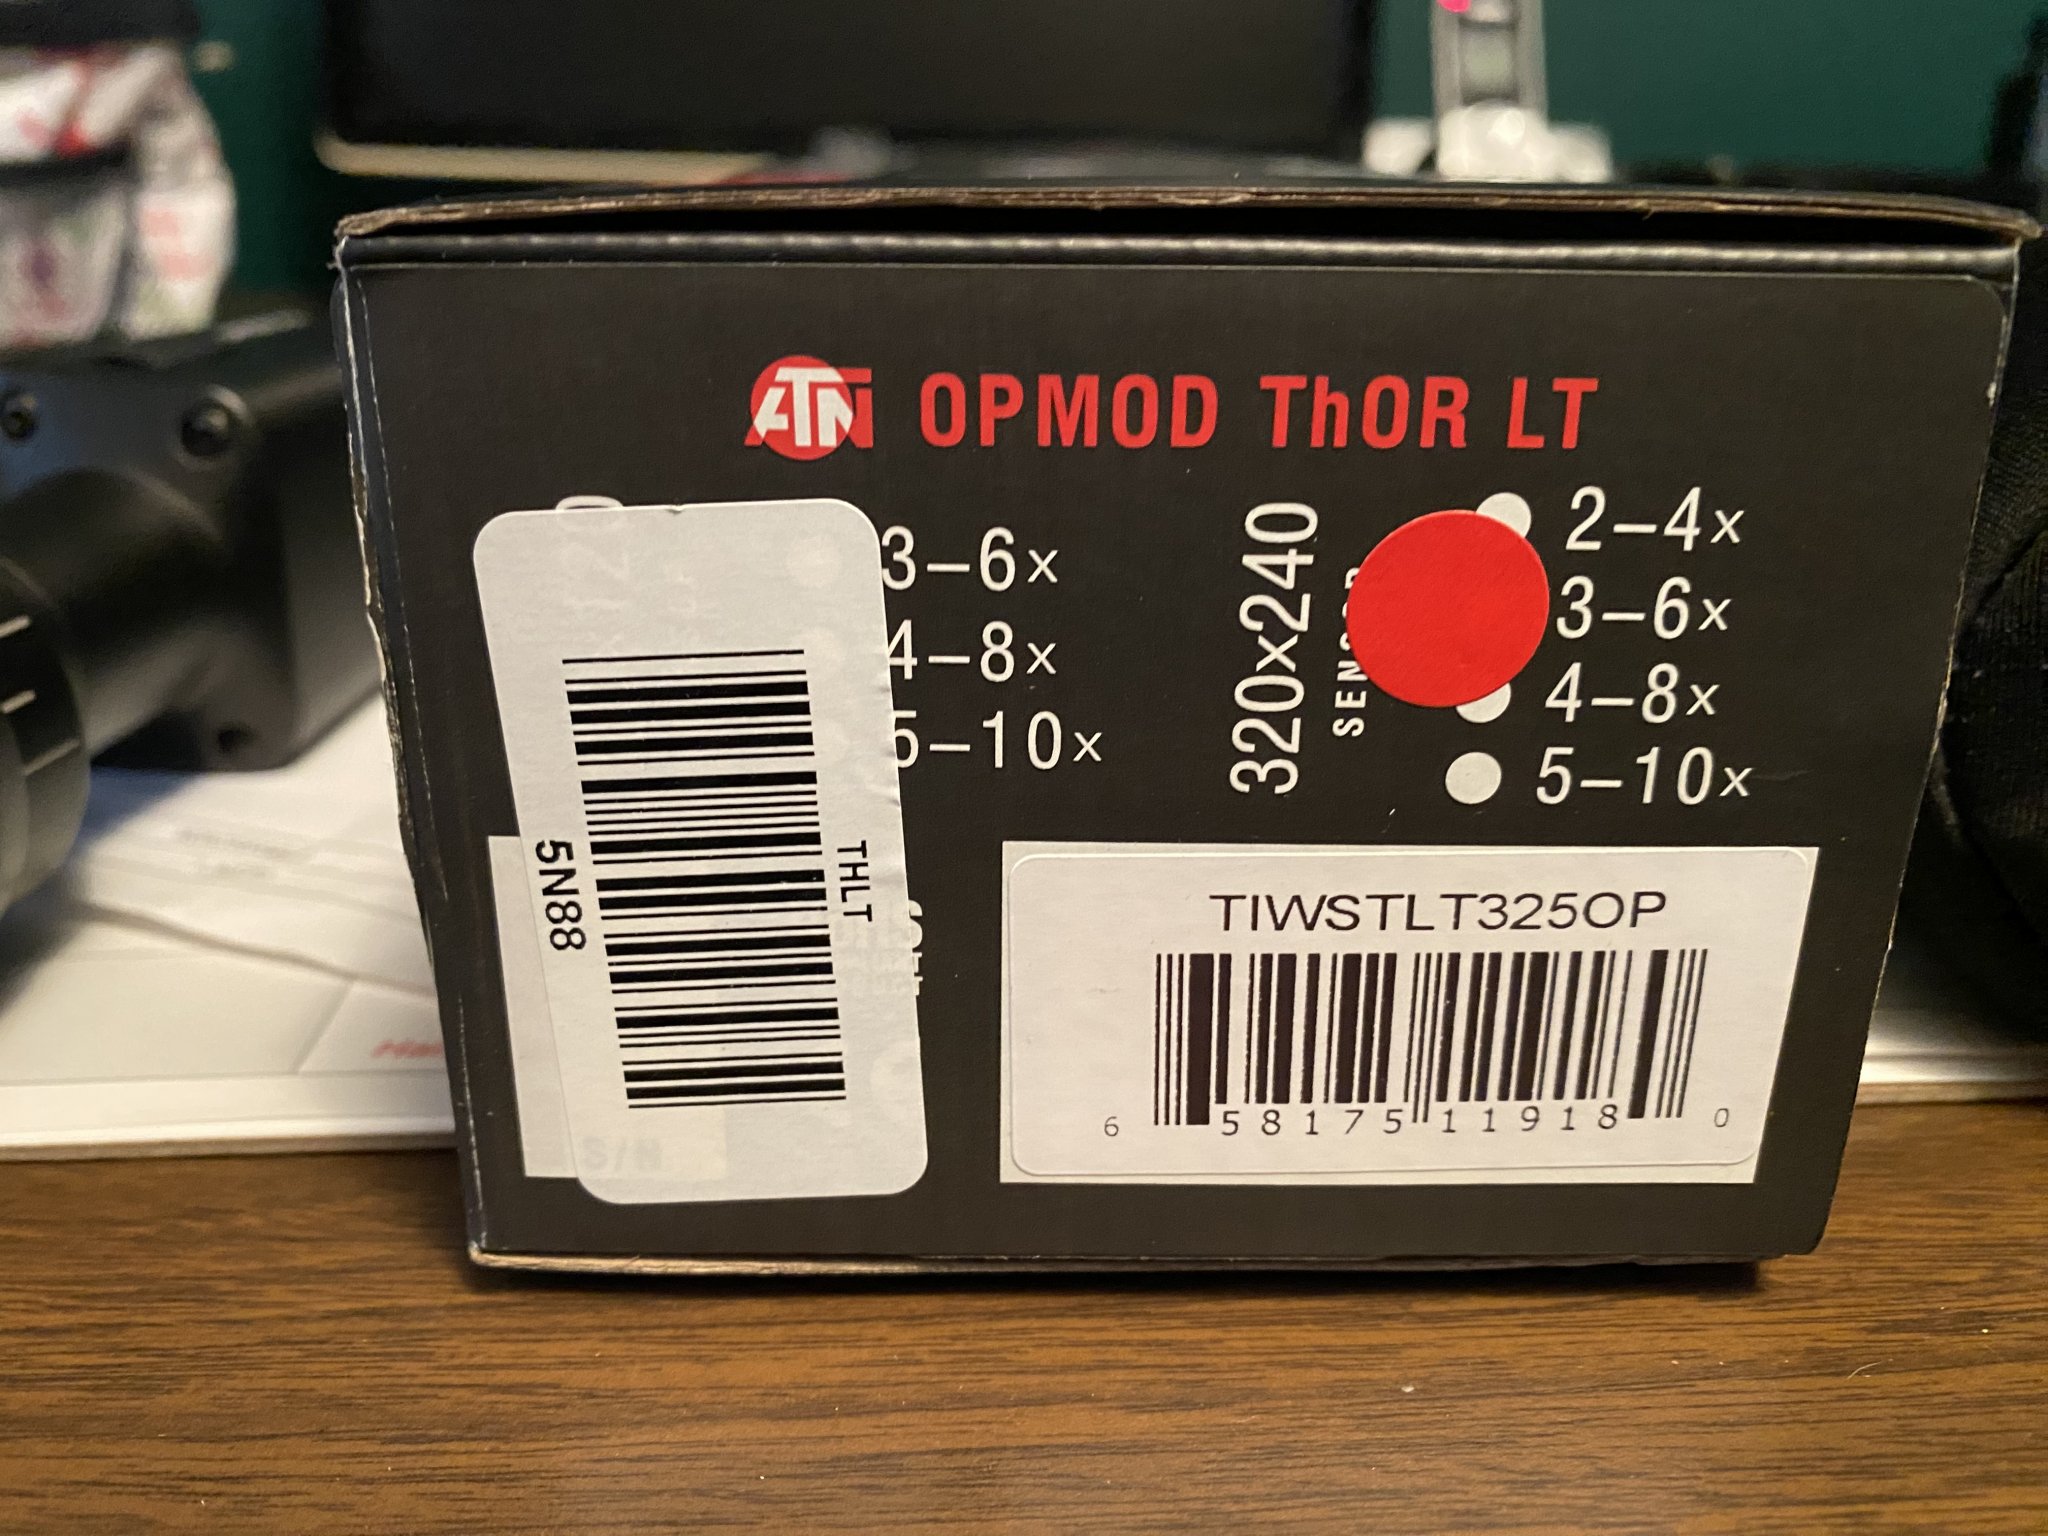 ATN OPMOD ThOR LT
3–6x
4–8x
5–10x
320x240
2–4x
3–6x
4–8x
5–10x
THLT
5N88
S/N
TIWSTLT325OP
6 58175 11918 0